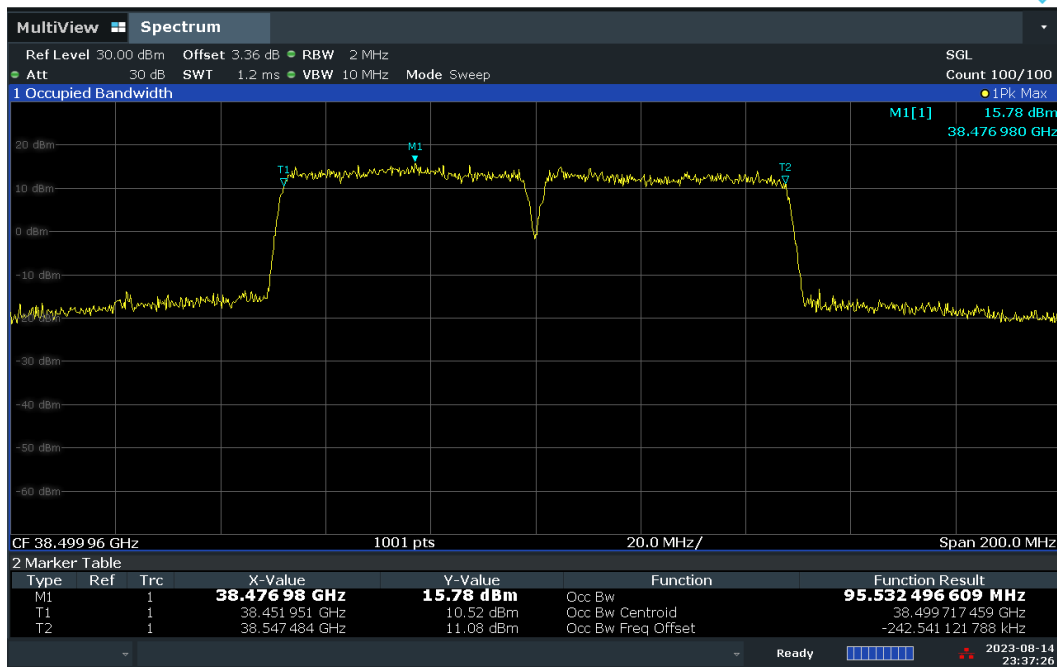 MultiView Spectrum
Ref Level 30.00 dBm Offset 3.36 dB RBW 2 MHz SGL
Att 30 dB SWT 1.2 ms VBW 10 MHz Mode Sweep Count 100/100
1 Occupied Bandwidth 1Pk Max
M1[1] 15.78 dBm
38.476 980 GHz
20 dBm
M1
T1
T2
10 dBm
0 dBm
-10 dBm
-20 dBm
-30 dBm
-40 dBm
-50 dBm
-60 dBm
CF 38.499 96 GHz 1001 pts 20.0 MHz/ Span 200.0 MHz
2 Marker Table
Type Ref Trc X-Value Y-Value Function Function Result
M1 1 38.476 98 GHz 15.78 dBm Occ Bw 95.532 496 609 MHz
T1 1 38.451 951 GHz 10.52 dBm Occ Bw Centroid 38.499 717 459 GHz
T2 1 38.547 484 GHz 11.08 dBm Occ Bw Freq Offset -242.541 121 788 kHz
Ready 2023-08-14
23:37:26